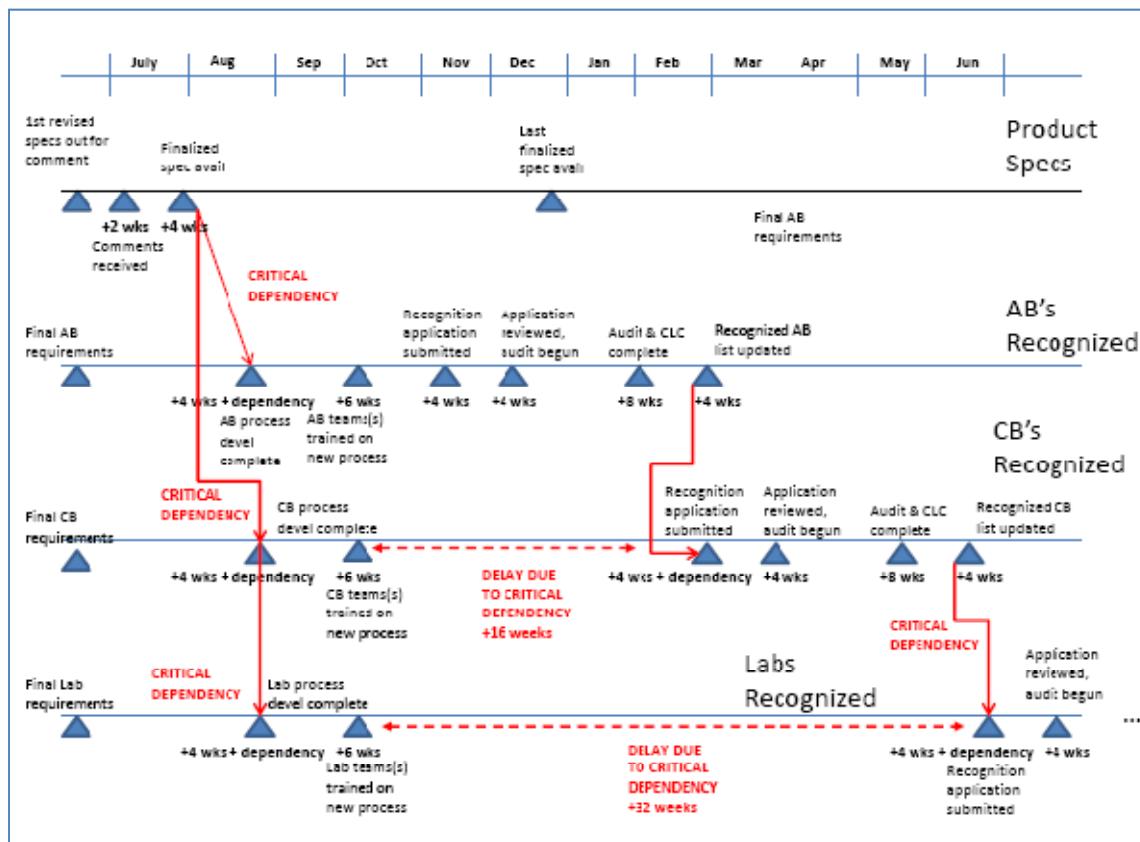 July Aug Sep Oct Nov Dec Jan Feb Mar Apr May Jun
1st revised
specs out for
comment
Finalized
spec avail
Last
finalized
spec avail
Product
Specs
+2 wks
Comments
received
+4 wks
Final AB
requirements
CRITICAL
DEPENDENCY
AB's
Recognized
Final AB
requirements
Recognition
application
submitted
Application
reviewed,
audit begun
Audit & CLC
complete
Recognized AB
list updated
+4 wks + dependency
AB process
devel
complete
+6 wks
AB teams(s)
trained on
new process
+4 wks
+4 wks
+8 wks
+4 wks
CB's
Recognized
Final CB
requirements
CRITICAL
DEPENDENCY
CB process
devel complete
Recognition
application
submitted
Application
reviewed,
audit begun
Audit & CLC
complete
Recognized CB
list updated
+4 wks + dependency
+6 wks
CB teams(s)
trained on
new process
DELAY DUE
TO CRITICAL
DEPENDENCY
+16 weeks
+4 wks + dependency
+4 wks
+8 wks
+4 wks
CRITICAL
DEPENDENCY
Labs
Recognized
Final Lab
requirements
CRITICAL
DEPENDENCY
Lab process
devel complete
Application
reviewed,
audit begun
...
+4 wks + dependency
+6 wks
Lab teams(s)
trained on
new process
DELAY DUE
TO CRITICAL
DEPENDENCY
+32 weeks
+4 wks + dependency
Recognition
application
submitted
+4 wks